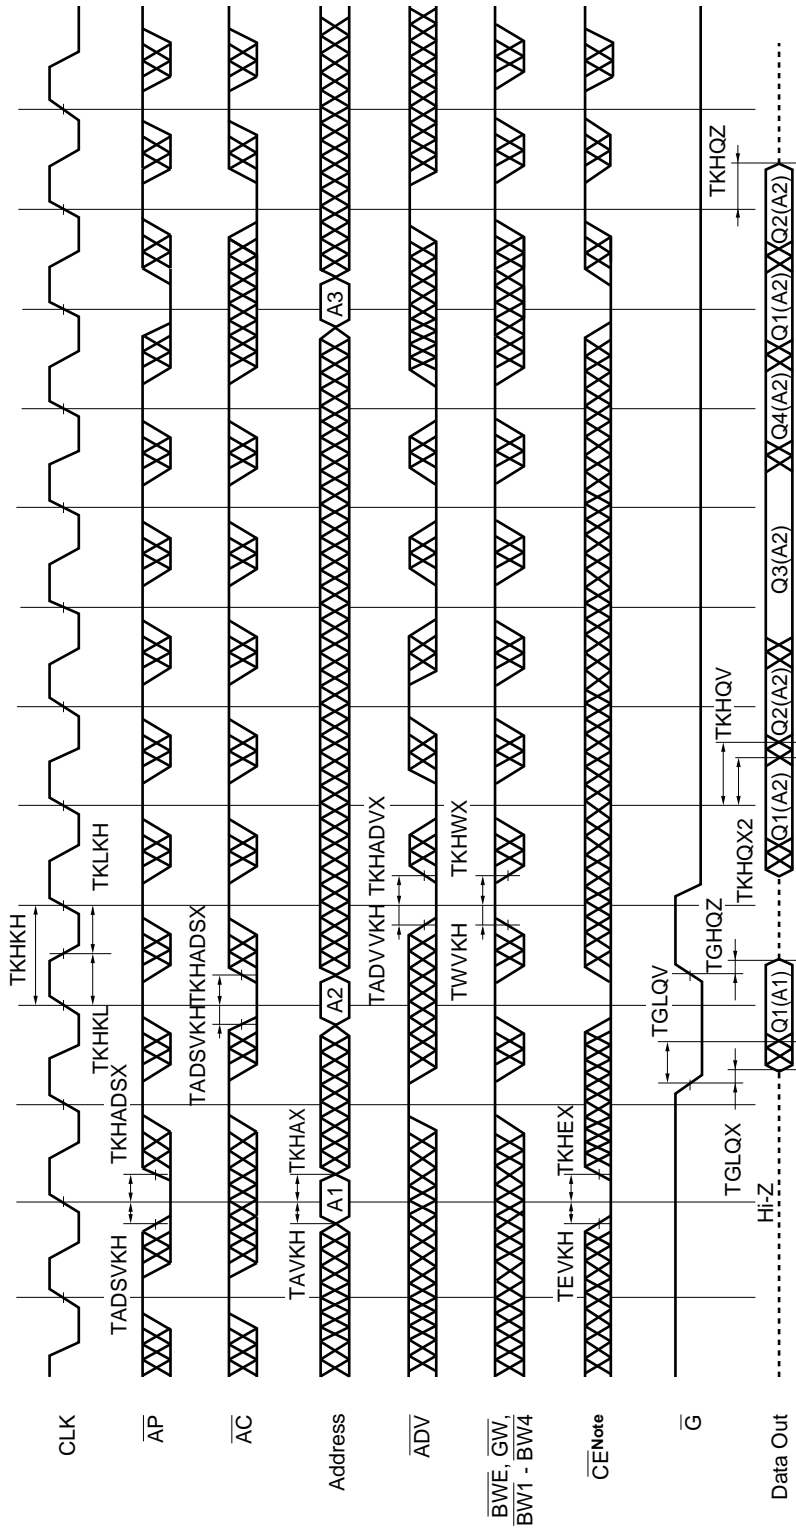 CLK
TKHKH
TKHKL
TKLKH
AP
TADSVKH
TKHADSX
AC
TADSVKH
TKHADSX
Address
TAVKH
TKHAX
A1
A2
A3
ADV
TADVVKH
TKHADVX
BWE, GW,
BW1 - BW4
TWVKH
TKHWX
CENote
TEVKH
TKHEX
G
TGLQX
TGLQV
TGHQZ
TKHQX2
TKHQV
TKHQZ
Data Out
Hi-Z
Q1(A1)
Q1(A2)
Q2(A2)
Q3(A2)
Q4(A2)
Q1(A2)
Q2(A2)